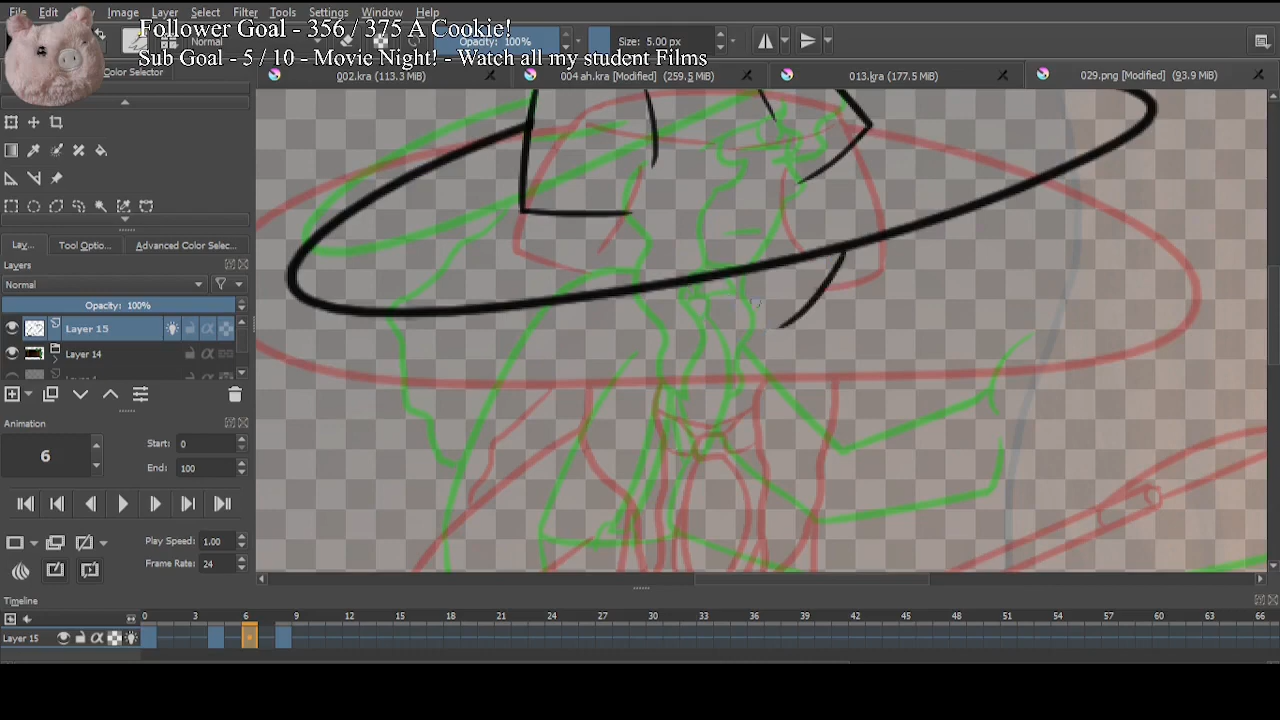 File Edit Image Layer Select Filter Tools Settings Window Help
Follower Goal - 356 / 375 A Cookie!
Normal Opacity: 100% Size: 5.00 px
Sub Goal - 5 / 10 - Movie Night! - Watch all my student Films
Color Selector
002.kra (113.3 MB) 004 ah.kra [Modified] (259.5 MB) 013.kra (177.5 MB) 029.png [Modified] (93.9 MB)
Lay... Tool Optio... Advanced Color Selec...
Layers
Normal
Opacity: 100%
Layer 15
Layer 14
Animation
6
Start: 0
End: 100
Play Speed: 1.00
Frame Rate: 24
Timeline
0 3 6 9 12 15 18 21 24 27 30 33 36 39 42 45 48 51 54 57 60 63 66
Layer 15